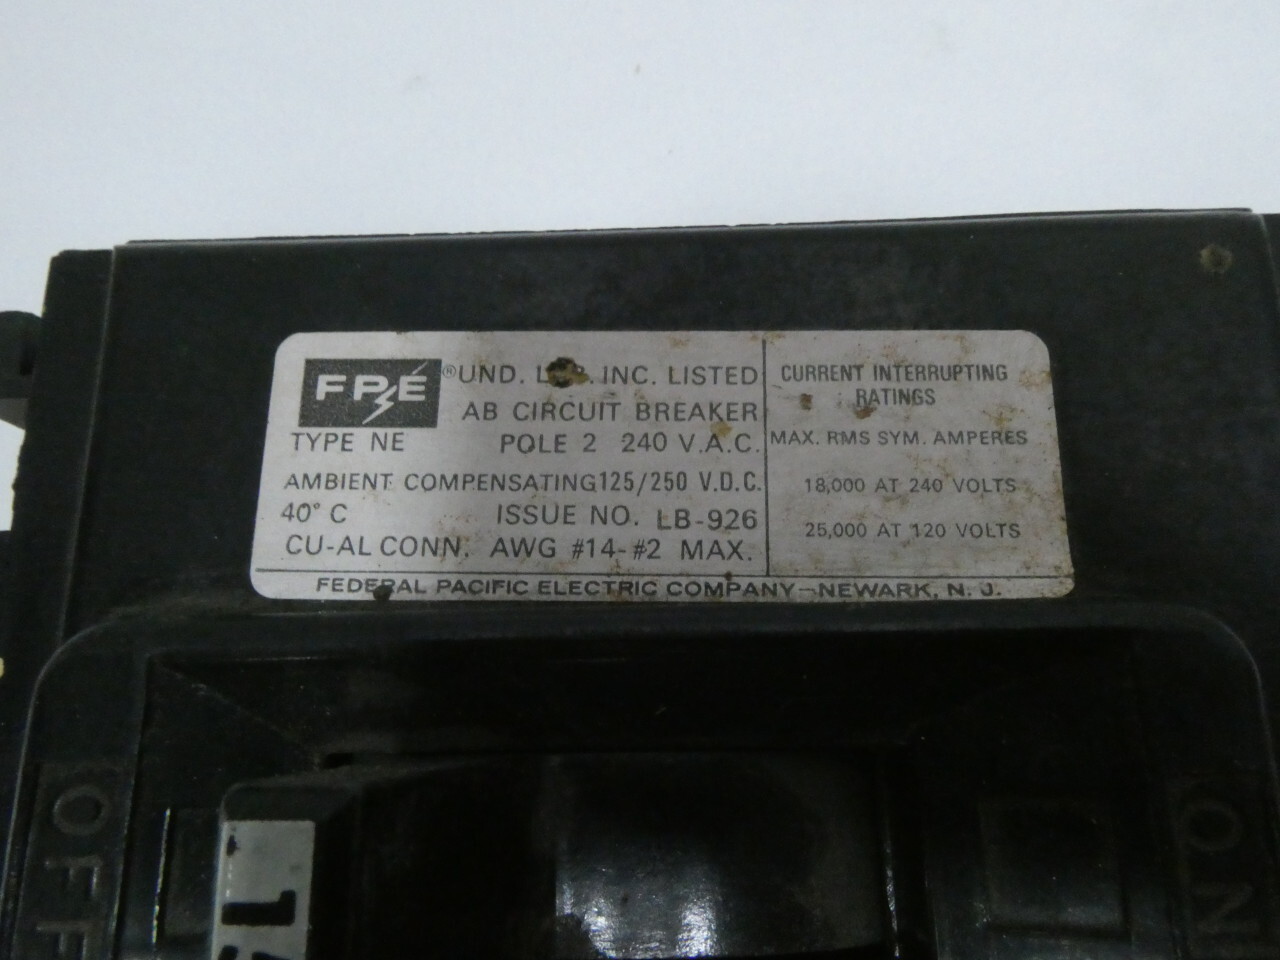 FPE ® UND. LAB. INC. LISTED
AB CIRCUIT BREAKER
TYPE NE POLE 2 240 V.A.C.
AMBIENT COMPENSATING 125/250 V.D.C.
40° C ISSUE NO. LB-926
CU-AL CONN. AWG #14-#2 MAX.
CURRENT INTERRUPTING
RATINGS
MAX. RMS SYM. AMPERES
18,000 AT 240 VOLTS
25,000 AT 120 VOLTS
FEDERAL PACIFIC ELECTRIC COMPANY—NEWARK, N. J.
OFF
ON